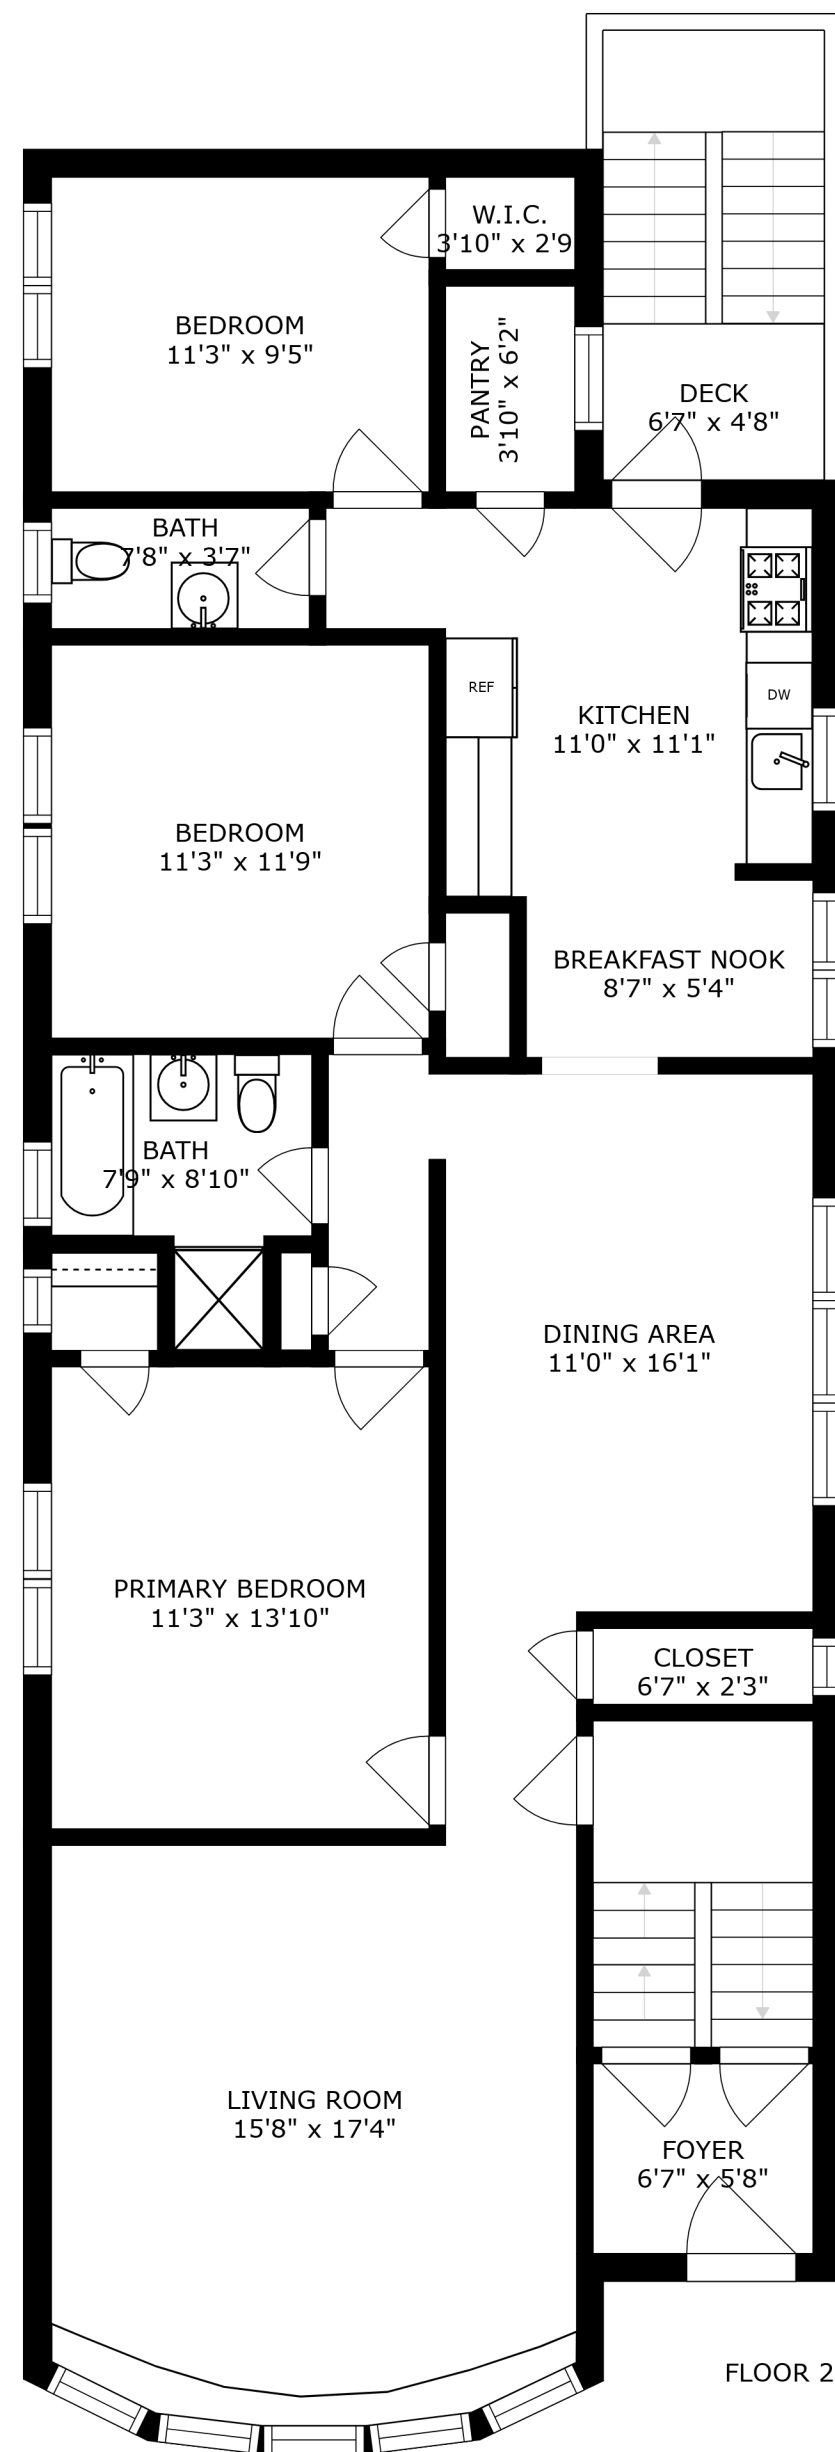 W.I.C.
3'10" x 2'9
BEDROOM
11'3" x 9'5"
PANTRY
3'10" x 6'2"
DECK
6'7" x 4'8"
BATH
7'8" x 3'7"
REF
DW
KITCHEN
11'0" x 11'1"
BEDROOM
11'3" x 11'9"
BREAKFAST NOOK
8'7" x 5'4"
BATH
7'9" x 8'10"
DINING AREA
11'0" x 16'1"
PRIMARY BEDROOM
11'3" x 13'10"
CLOSET
6'7" x 2'3"
LIVING ROOM
15'8" x 17'4"
FOYER
6'7" x 5'8"
FLOOR 2